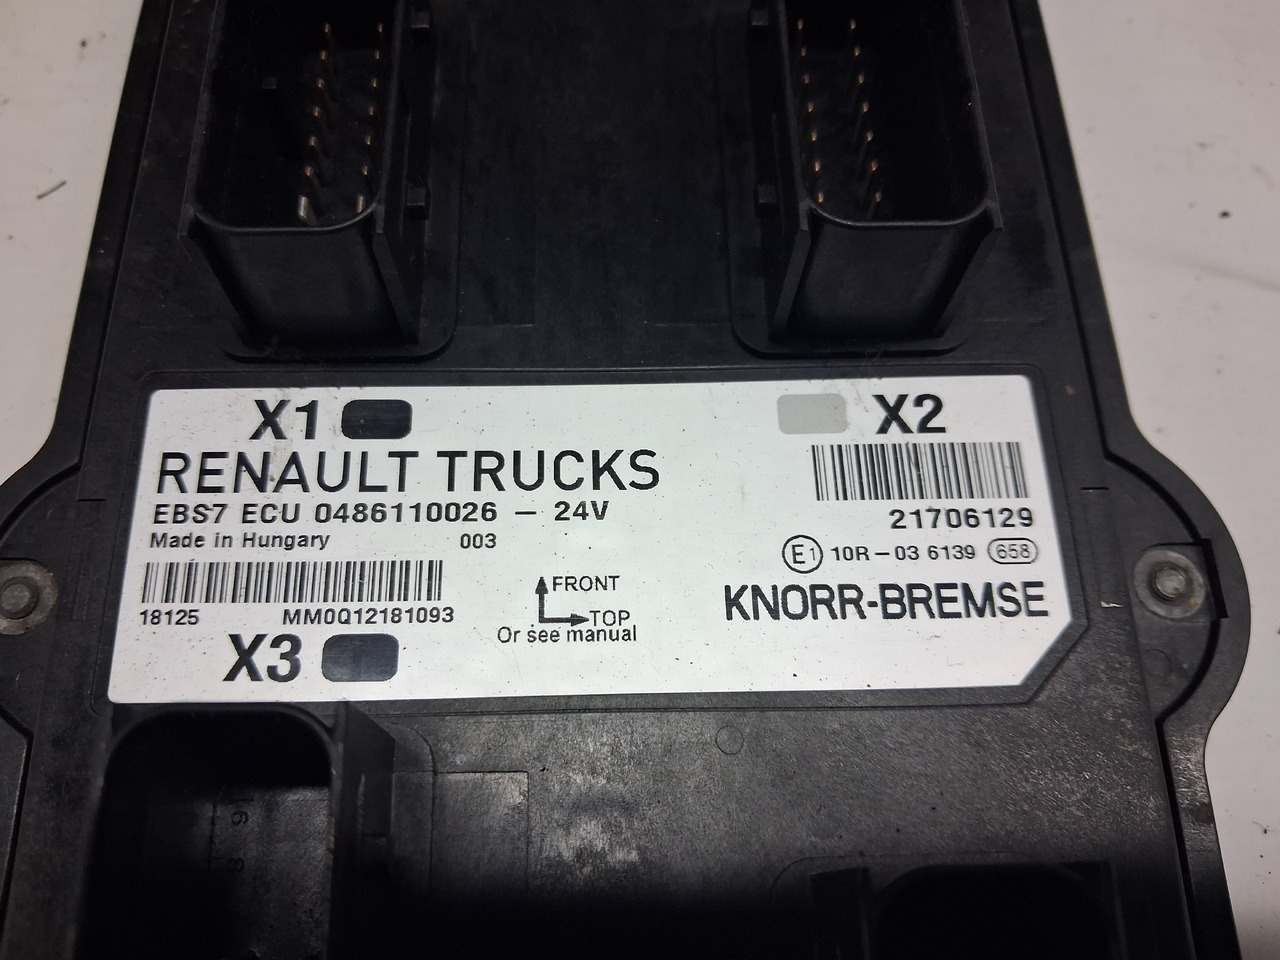 X1
X2
RENAULT TRUCKS
EBS7 ECU 0486110026 – 24V
21706129
Made in Hungary 003
E1 10R – 03 6139 658
18125 MM0Q12181093
FRONT
TOP
Or see manual
KNORR-BREMSE
X3